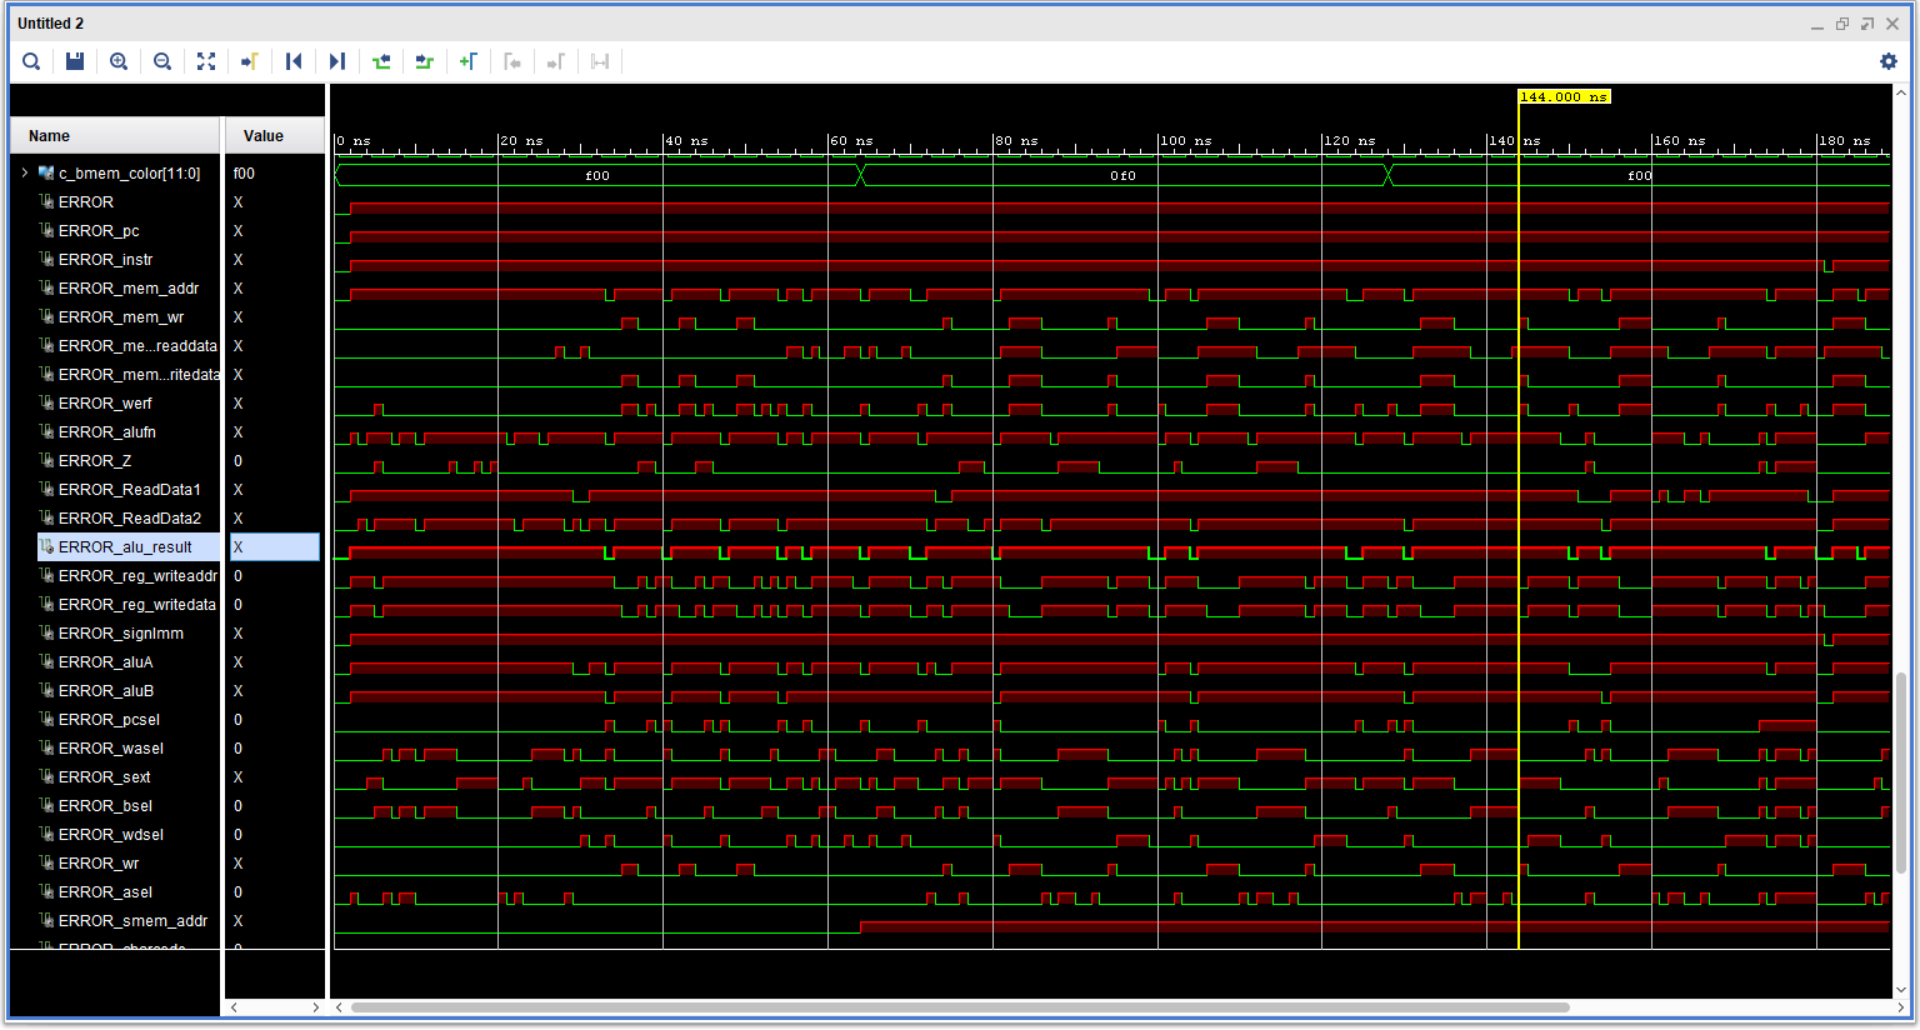 Untitled 2
144.000 ns
Name Value
0 ns 20 ns 40 ns 60 ns 80 ns 100 ns 120 ns 140 ns 160 ns 180 ns
c_bmem_color[11:0] f00 f00 0f0 f00
ERROR X
ERROR_pc X
ERROR_instr X
ERROR_mem_addr X
ERROR_mem_wr X
ERROR_me...readdata X
ERROR_mem...ritedata X
ERROR_werf X
ERROR_alufn X
ERROR_Z 0
ERROR_ReadData1 X
ERROR_ReadData2 X
ERROR_alu_result X
ERROR_reg_writeaddr 0
ERROR_reg_writedata 0
ERROR_signImm X
ERROR_aluA X
ERROR_aluB X
ERROR_pcsel 0
ERROR_wasel 0
ERROR_sext X
ERROR_bsel 0
ERROR_wdsel 0
ERROR_wr X
ERROR_asel 0
ERROR_smem_addr X